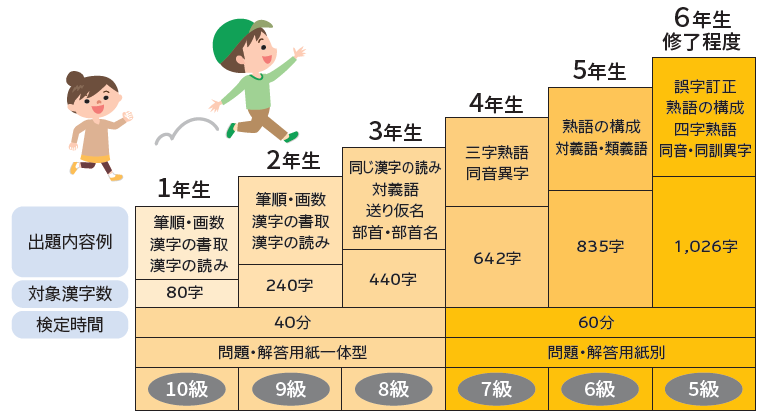 1年生
2年生
3年生
4年生
5年生
6年生
修了程度
出題内容例
筆順・画数
漢字の書取
漢字の読み
筆順・画数
漢字の書取
漢字の読み
同じ漢字の読み
対義語
送り仮名
部首・部首名
三字熟語
同音異字
熟語の構成
対義語・類義語
誤字訂正
熟語の構成
四字熟語
同音・同訓異字
対象漢字数
80字
240字
440字
642字
835字
1,026字
検定時間
40分
60分
問題・解答用紙一体型
問題・解答用紙別
10級
9級
8級
7級
6級
5級